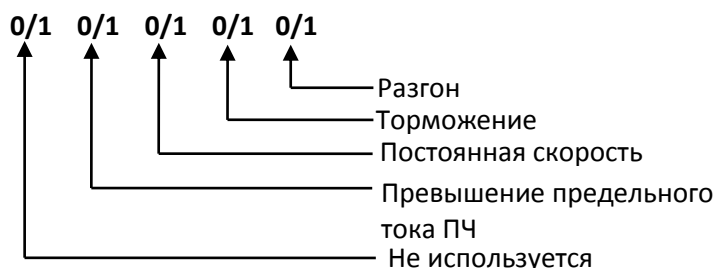 0/1 0/1 0/1 0/1 0/1
Разгон
Торможение
Постоянная скорость
Превышение предельного
тока ПЧ
Не используется